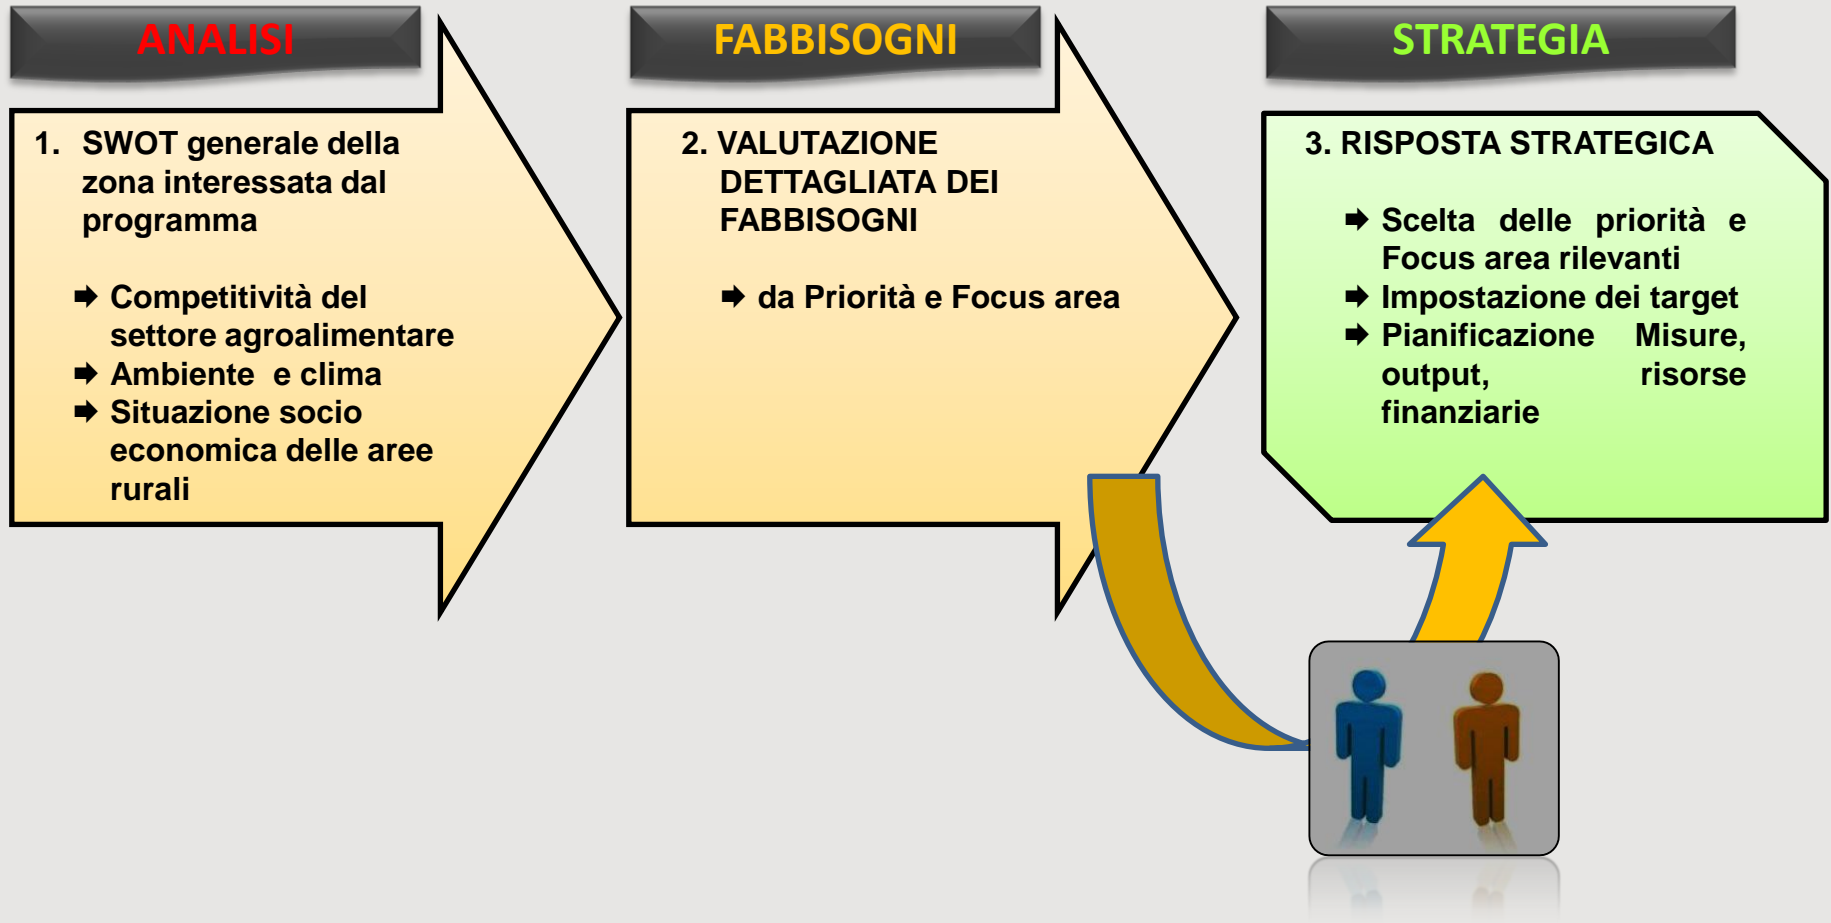 ANALISI
1. SWOT generale della
zona interessata dal
programma
➡ Competitività del
settore agroalimentare
➡ Ambiente e clima
➡ Situazione socio
economica delle aree
rurali
FABBISOGNI
2. VALUTAZIONE
DETTAGLIATA DEI
FABBISOGNI
➡ da Priorità e Focus area
STRATEGIA
3. RISPOSTA STRATEGICA
➡ Scelta delle priorità e
Focus area rilevanti
➡ Impostazione dei target
➡ Pianificazione Misure,
output, risorse
finanziarie